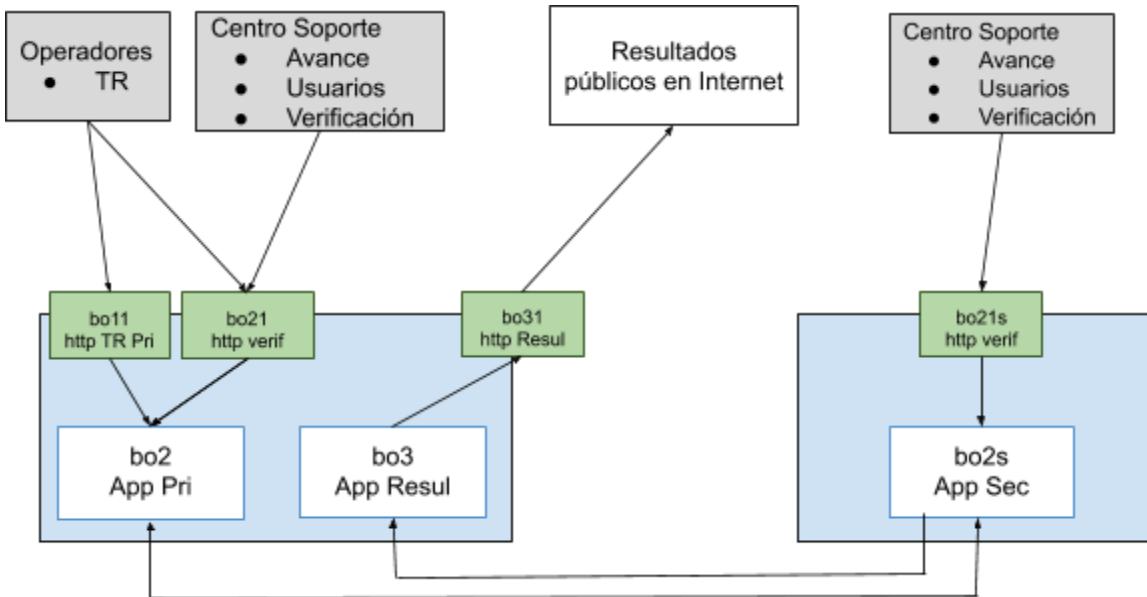 Operadores
● TR
Centro Soporte
● Avance
● Usuarios
● Verificación
Resultados
públicos en Internet
Centro Soporte
● Avance
● Usuarios
● Verificación
bo11
http TR Pri
bo21
http verif
bo31
http Resul
bo21s
http verif
bo2
App Pri
bo3
App Resul
bo2s
App Sec